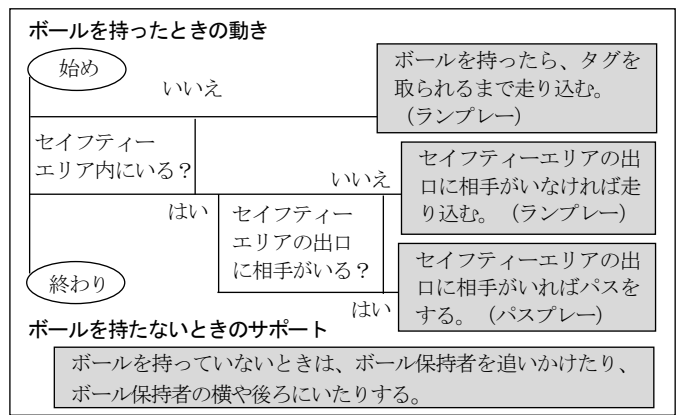 ボールを持ったときの動き
始め
いいえ
ボールを持ったら、タグを
取られるまで走り込む。
（ランプレー）
セイフティー
エリア内にいる？
いいえ
セイフティーエリアの出
口に相手がいなければ走
り込む。（ランプレー）
はい
セイフティー
エリアの出口
に相手がいる？
セイフティーエリアの出
口に相手がいればパスを
する。（パスプレー）
はい
終わり
ボールを持たないときのサポート
ボールを持っていないときは、ボール保持者を追いかけたり、
ボール保持者の横や後ろにいたりする。